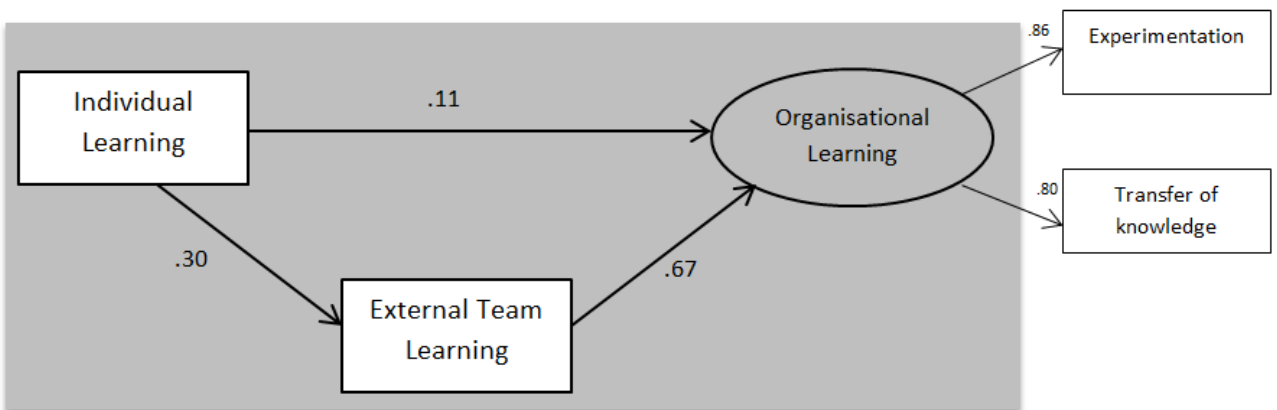 .86
Experimentation
Individual
Learning
.11
Organisational
Learning
.80
Transfer of
knowledge
.30
.67
External Team
Learning